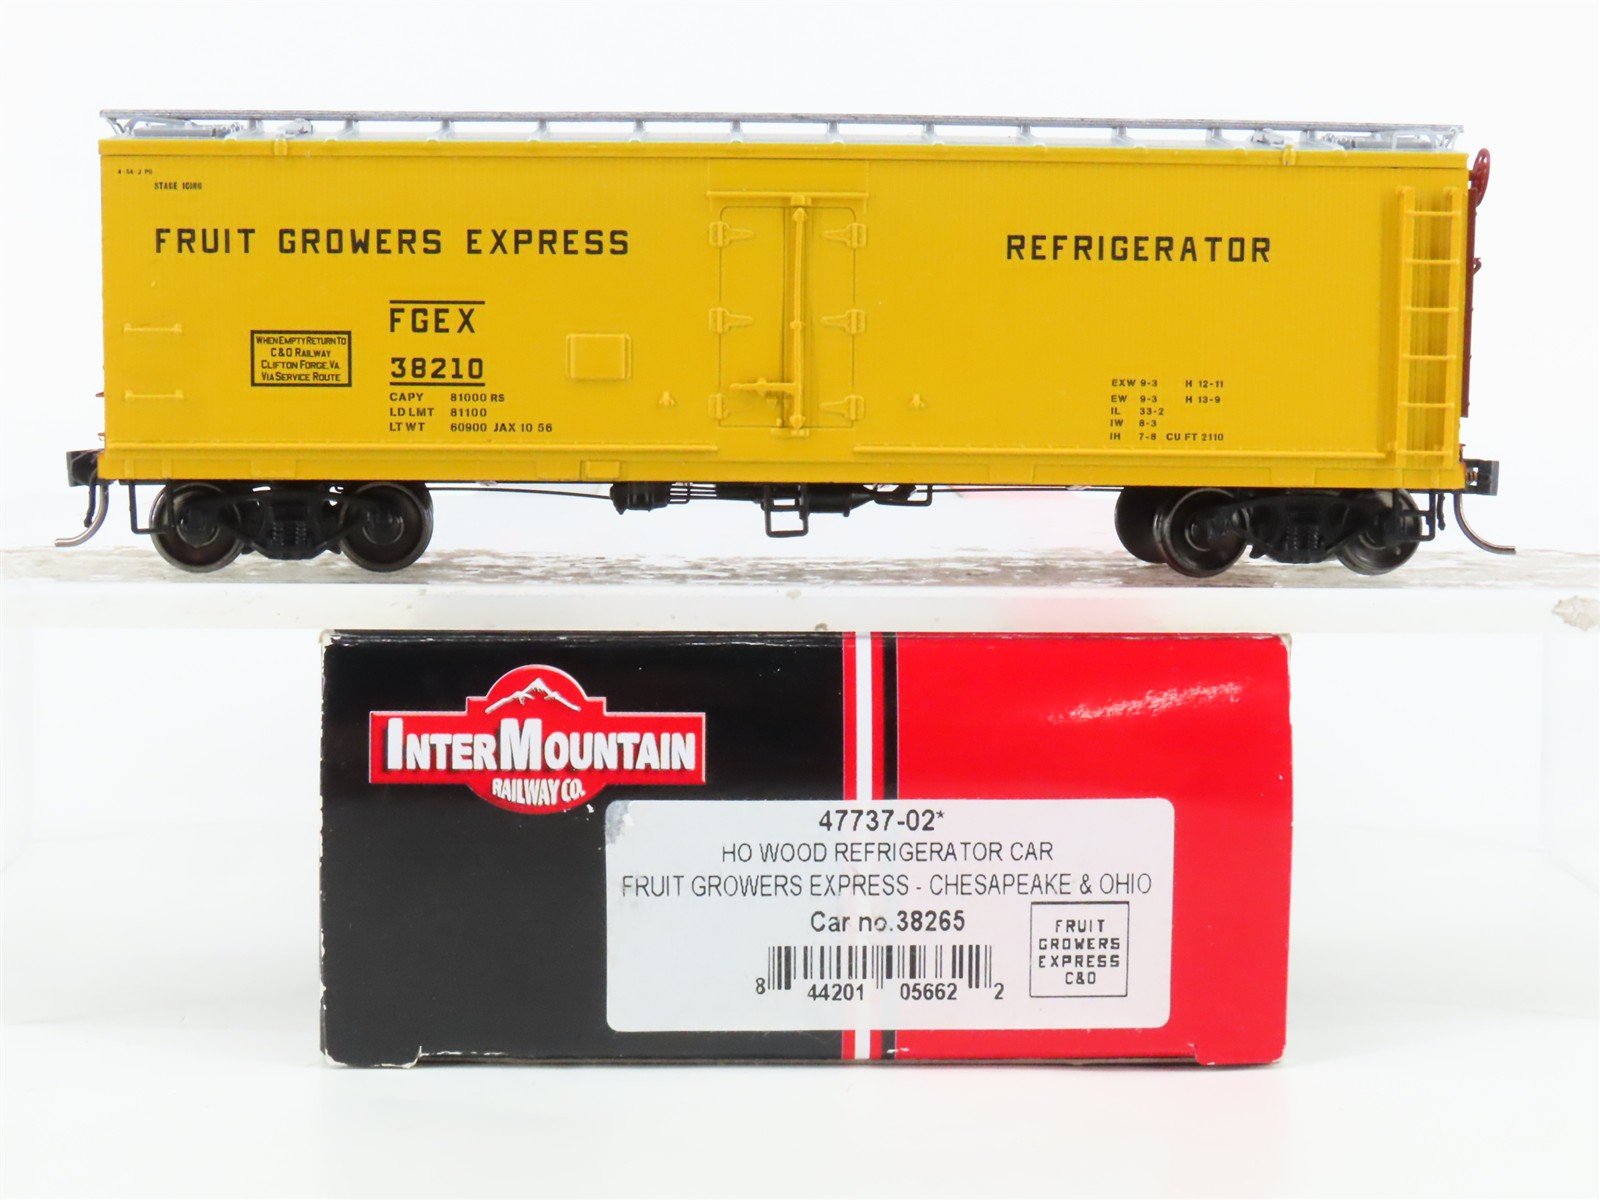 4-54 J PG
STAGE ICING
FRUIT GROWERS EXPRESS
REFRIGERATOR
FGEX
38210
WHEN EMPTY RETURN TO
C&O RAILWAY
CLIFTON FORGE, VA.
VIA SERVICE ROUTE
CAPY 81000 RS
LD LMT 81100
LT WT 60900 JAX 10 56
EXW 9-3 H 12-11
EW 9-3 H 13-9
IL 33-2
IW 8-3
IH 7-8 CU FT 2110
INTERMOUNTAIN
RAILWAY CO.
47737-02*
HO WOOD REFRIGERATOR CAR
FRUIT GROWERS EXPRESS - CHESAPEAKE & OHIO
Car no.38265
8 44201 05662 2
FRUIT
GROWERS
EXPRESS
C&O